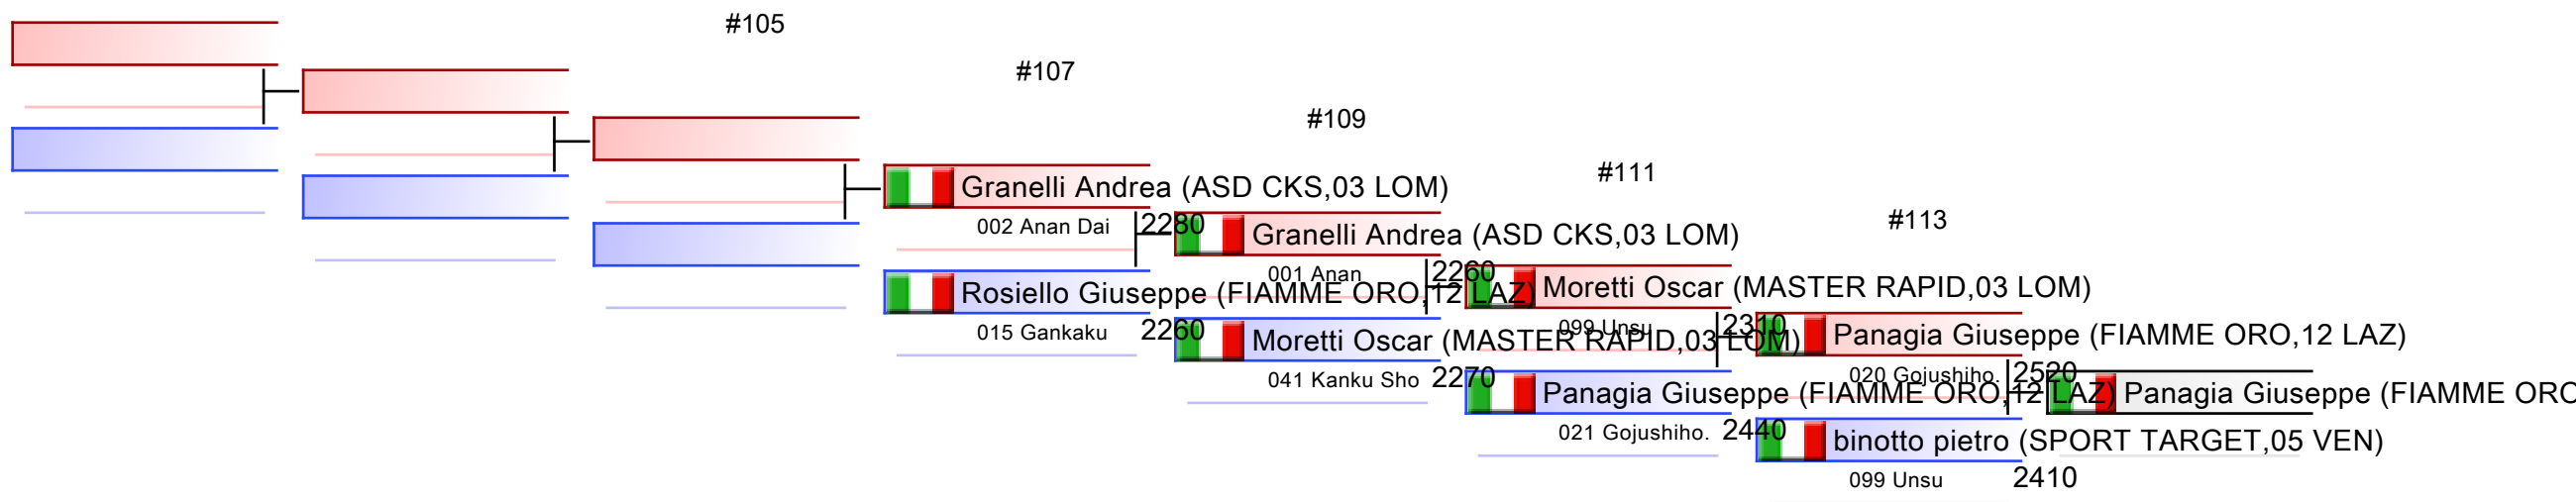 #105
#107
#109
#111
#113
Granelli Andrea (ASD CKS,03 LOM)
002 Anan Dai 2280
Rosiello Giuseppe (FIAMME ORO,12 LAZ)
015 Gankaku 2260
Granelli Andrea (ASD CKS,03 LOM)
001 Anan 2260
Moretti Oscar (MASTER RAPID,03 LOM)
041 Kanku Sho 2270
Moretti Oscar (MASTER RAPID,03 LOM)
099 Unsu 2310
Panagia Giuseppe (FIAMME ORO,12 LAZ)
021 Gojushiho. 2440
Panagia Giuseppe (FIAMME ORO,12 LAZ)
020 Gojushiho. 2520
binotto pietro (SPORT TARGET,05 VEN)
099 Unsu 2410
Panagia Giuseppe (FIAMME ORO